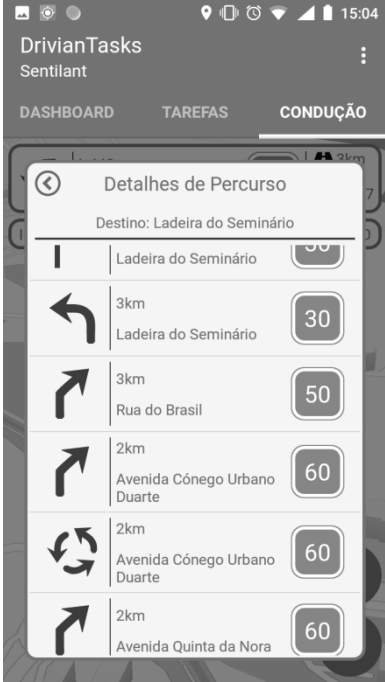 15:04
DrivianTasks
Sentilant
DASHBOARD TAREFAS CONDUÇÃO
3km
7
Detalhes de Percurso
Destino: Ladeira do Seminário
Ladeira do Seminário
3km
30
Ladeira do Seminário
3km
50
Rua do Brasil
2km
60
Avenida Cónego Urbano
Duarte
2km
60
Avenida Cónego Urbano
Duarte
2km
60
Avenida Quinta da Nora